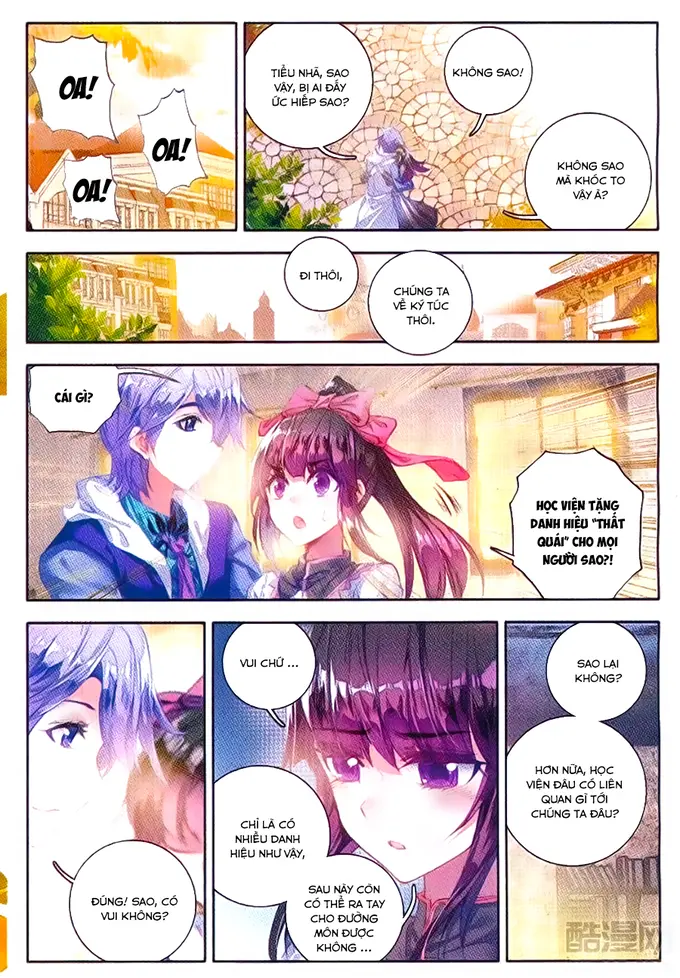 OA!
OA!
OA!
TIỂU NHÃ, SAO
VẬY, BỊ AI ĐẤY
ỨC HIẾP SAO?
KHÔNG SAO!
KHÔNG SAO
MÀ KHÓC TO
VẬY À?
ĐI THÔI,
CHÚNG TA
VỀ KÝ TÚC
THÔI.
CÁI GÌ?
HỌC VIỆN TẶNG
DANH HIỆU "THẤT
QUÁI" CHO MỌI
NGƯỜI SAO?!
ĐÚNG! SAO, CÓ
VUI KHÔNG?
VUI CHỨ ...
CHỈ LÀ CÓ
NHIỀU DANH
HIỆU NHƯ VẬY,
SAU NÀY CÒN
CÓ THỂ RA TAY
CHO ĐƯỜNG
MÔN ĐƯỢC
KHÔNG ...
SAO LẠI
KHÔNG?
HƠN NỮA, HỌC
VIỆN ĐÂU CÓ LIÊN
QUAN GÌ TỚI
CHÚNG TA ĐÂU?
酷漫网